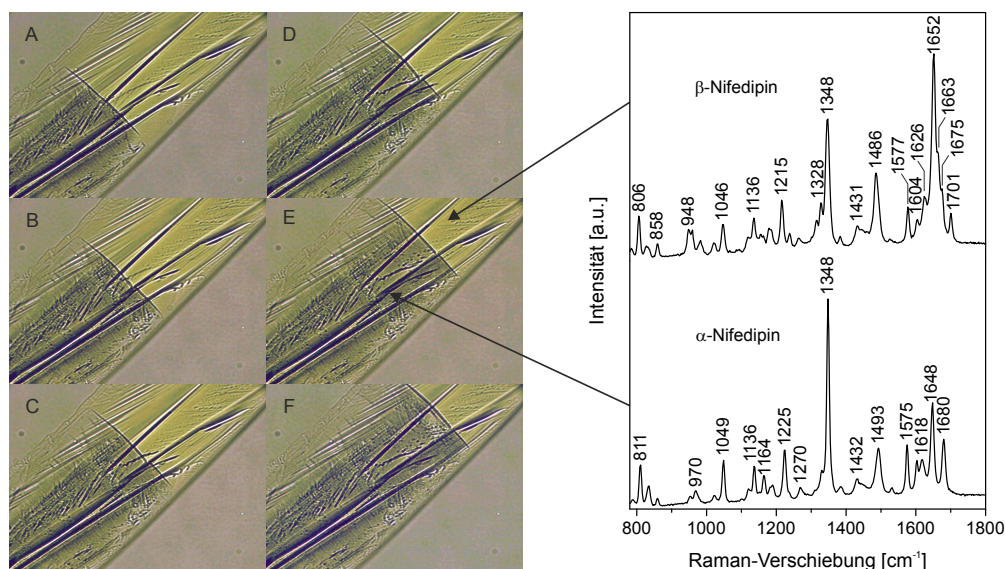 A
D
B
E
C
F
β-Nifedipin
806
858
948
1046
1136
1215
1328
1348
1431
1486
1577
1604
1626
1652
1663
1675
1701
α-Nifedipin
811
970
1049
1136
1164
1225
1270
1348
1432
1493
1575
1618
1648
1680
Intensität [a.u.]
800 1000 1200 1400 1600 1800
Raman-Verschiebung [cm⁻¹]